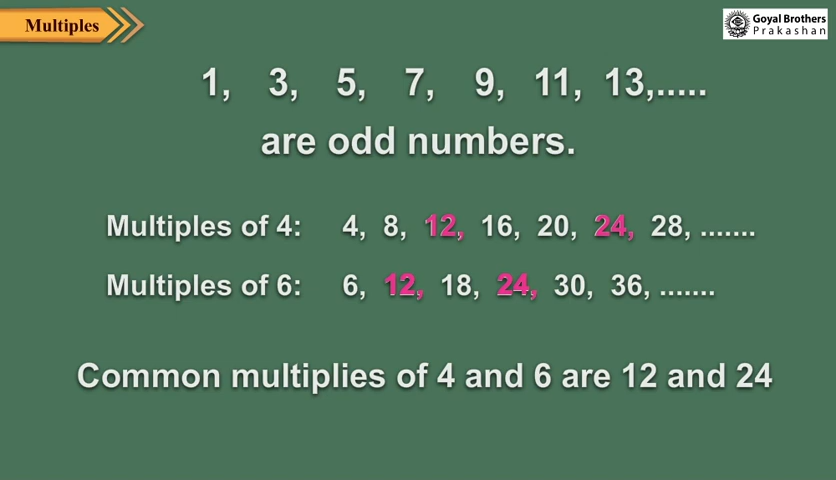 Multiples
Goyal Brothers
Prakashan
1, 3, 5, 7, 9, 11, 13,.....
are odd numbers.
Multiples of 4: 4, 8, 12, 16, 20, 24, 28, .......
Multiples of 6: 6, 12, 18, 24, 30, 36, .......
Common multiplies of 4 and 6 are 12 and 24